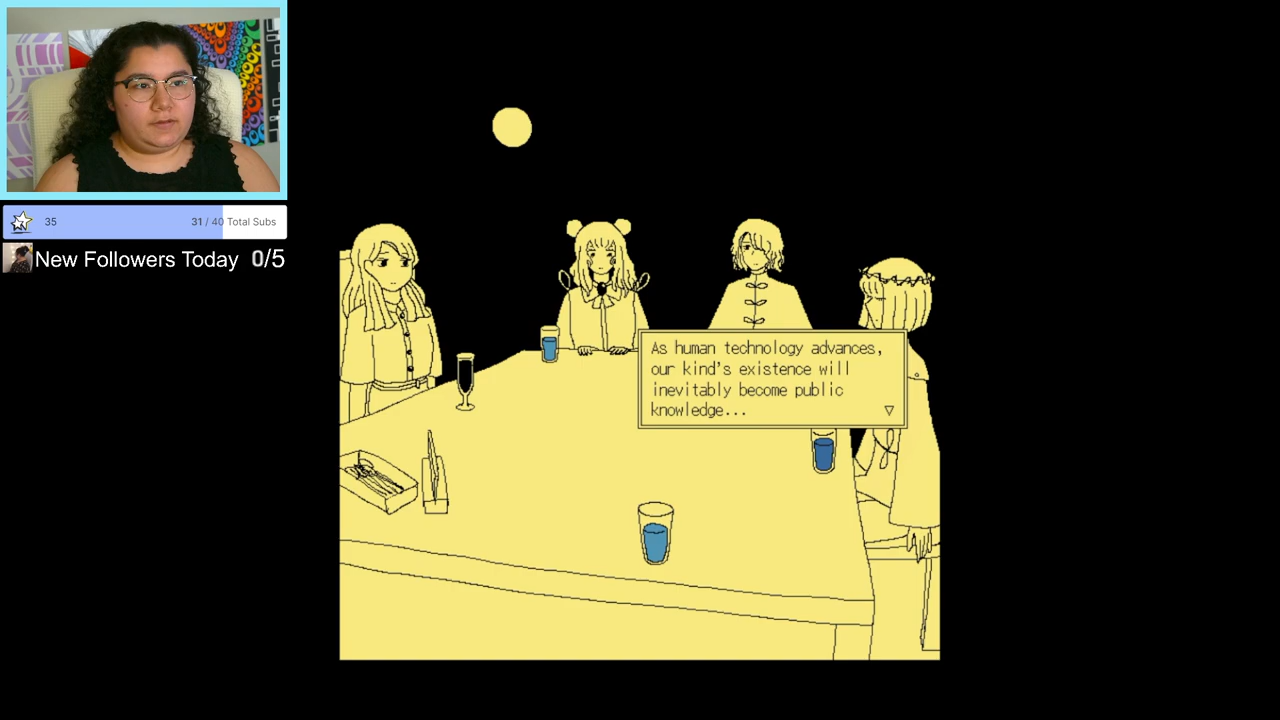 35
31 / 40 Total Subs
New Followers Today 0/5
As human technology advances,
our kind's existence will
inevitably become public
knowledge...